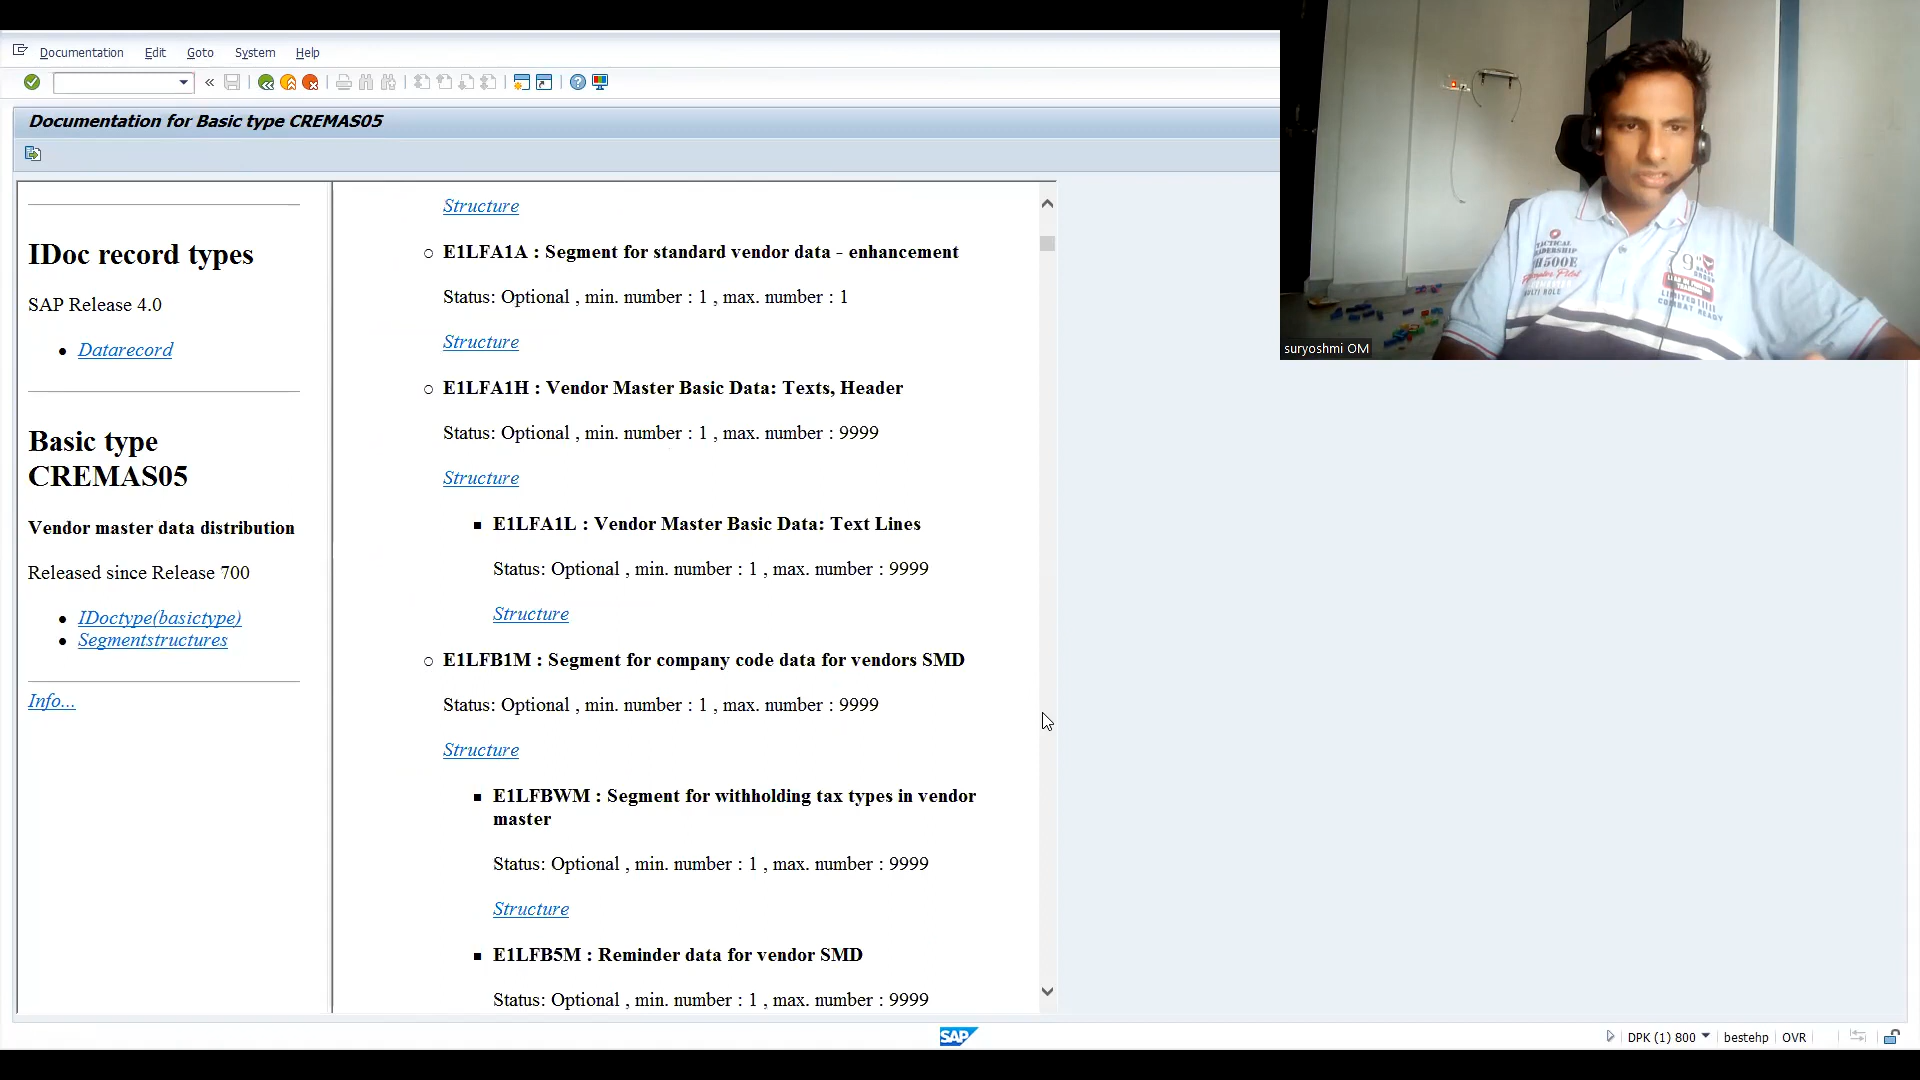 Documentation Edit Goto System Help
Documentation for Basic type CREMAS05
IDoc record types
SAP Release 4.0
Datarecord
Basic type
CREMAS05
Vendor master data distribution
Released since Release 700
IDoctype(basictype)
Segmentstructures
Info...
Structure
E1LFA1A : Segment for standard vendor data - enhancement
Status: Optional , min. number : 1 , max. number : 1
Structure
E1LFA1H : Vendor Master Basic Data: Texts, Header
Status: Optional , min. number : 1 , max. number : 9999
Structure
E1LFA1L : Vendor Master Basic Data: Text Lines
Status: Optional , min. number : 1 , max. number : 9999
Structure
E1LFB1M : Segment for company code data for vendors SMD
Status: Optional , min. number : 1 , max. number : 9999
Structure
E1LFBWM : Segment for withholding tax types in vendor
master
Status: Optional , min. number : 1 , max. number : 9999
Structure
E1LFB5M : Reminder data for vendor SMD
Status: Optional , min. number : 1 , max. number : 9999
TACTICAL
79
suryoshmi OM
SAP
DPK (1) 800 bestehp OVR